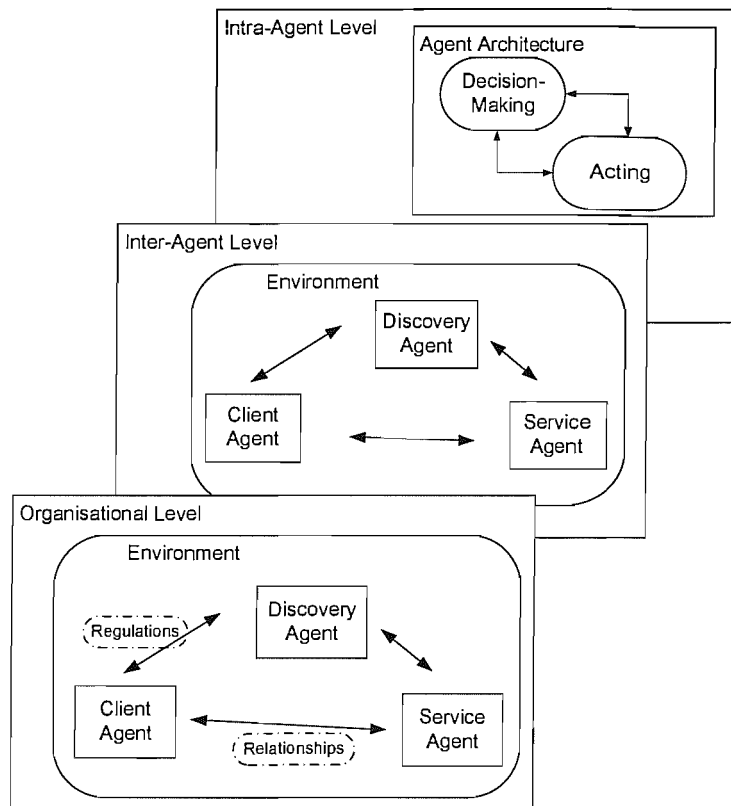 Intra-Agent Level
Agent Architecture
Decision-
Making
Acting
Inter-Agent Level
Environment
Discovery
Agent
Client
Agent
Service
Agent
Organisational Level
Environment
Discovery
Agent
Regulations
Client
Agent
Service
Agent
Relationships